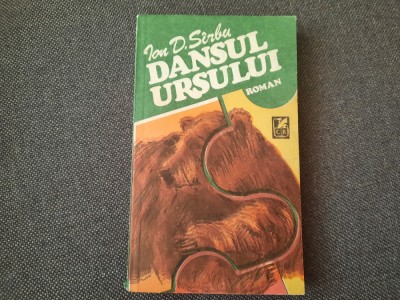 Ion D. Sîrbu
DANSUL
URSULUI
ROMAN